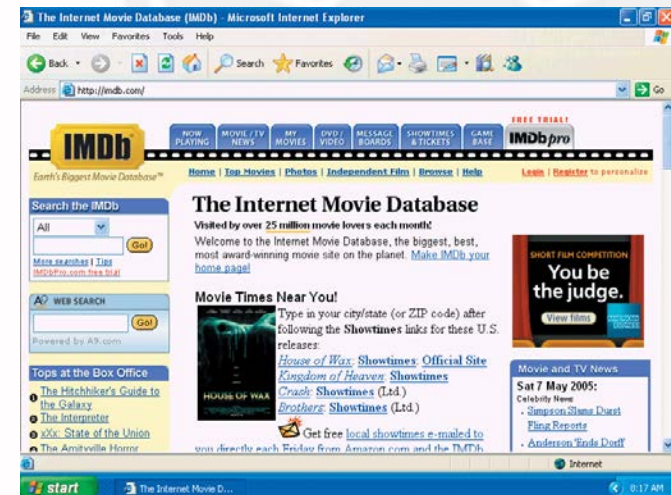 The Internet Movie Database (IMDb) - Microsoft Internet Explorer
File Edit View Favorites Tools Help
Back Search Favorites
Address http://imdb.com/ Go
FREE TRIAL!
NOW PLAYING MOVIE / TV NEWS MY MOVIES DVD / VIDEO MESSAGE BOARDS SHOWTIMES & TICKETS GAME BASE IMDb pro
IMDb
Earth's Biggest Movie Database™
Home | Top Movies | Photos | Independent Film | Browse | Help
Login | Register to personalize
Search the IMDb
All
Go!
More searches | Tips
IMDbPro.com free trial
A9 WEB SEARCH
Go!
Powered by A9.com
Tops at the Box Office
The Hitchhiker's Guide to
the Galaxy
The Interpreter
xXx: State of the Union
The Amityville Horror
The Internet Movie Database
Visited by over 25 million movie lovers each month!
Welcome to the Internet Movie Database, the biggest, best,
most award-winning movie site on the planet. Make IMDb your
home page!
Movie Times Near You!
HOUSE OF WAX
Type in your city/state (or ZIP code) after
following the Showtimes links for these U.S.
releases:
House of Wax: Showtimes: Official Site
Kingdom of Heaven: Showtimes
Crash: Showtimes (Ltd.)
Brothers: Showtimes (Ltd.)
Get free local showtimes e-mailed to
you directly each Friday from Amazon.com and the IMDb
SHORT FILM COMPETITION
You be
the judge.
View films
Movie and TV News
Sat 7 May 2005:
Celebrity News
. Simpson Slams Durst
Fling Reports
. Anderson 'Ends Dorff
Internet
start The Internet Movie D... 8:17 AM